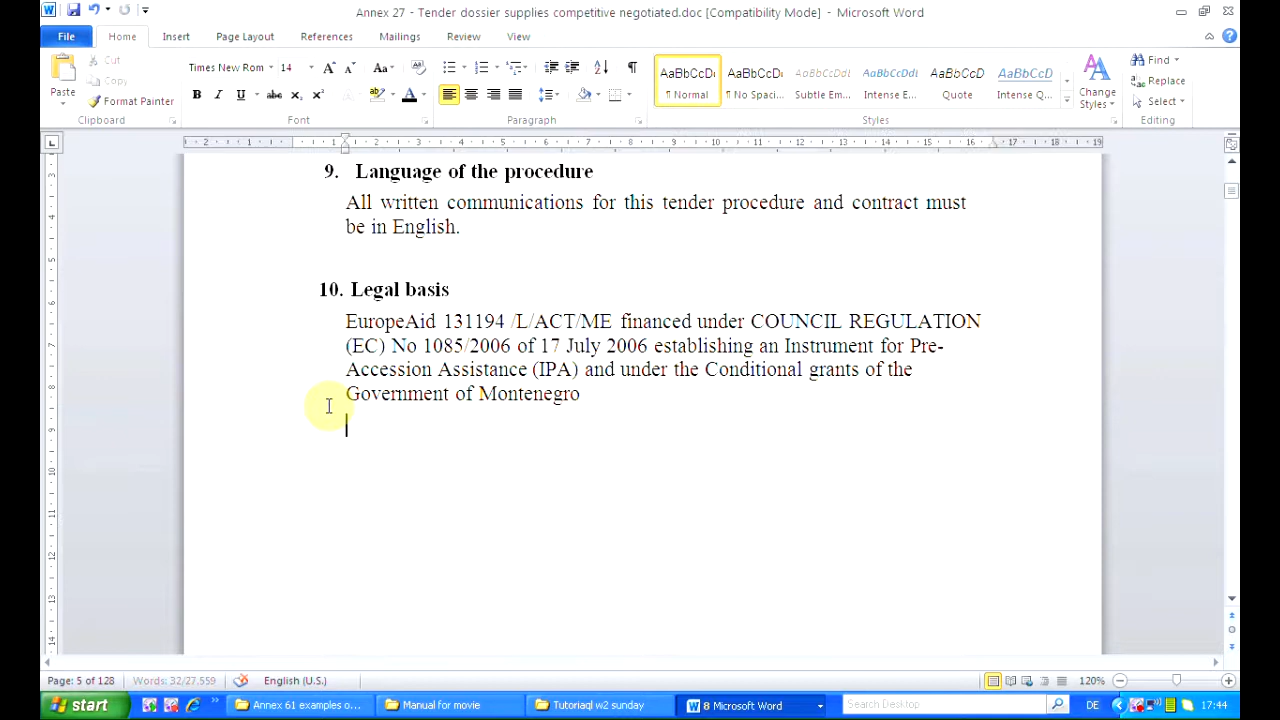 Annex 27 - Tender dossier supplies competitive negotiated.doc [Compatibility Mode] - Microsoft Word
File Home Insert Page Layout References Mailings Review View
Paste
Cut
Copy
Format Painter
Clipboard
Times New Rom 14
Font
Paragraph
AaBbCcDc AaBbCcDc AaBbCcDd AaBbCcDdI AaBbCcD AaBbCcD
¶ Normal ¶ No Spaci... Subtle Em... Intense E... Quote Intense Q...
Styles
Change Styles
Find
Replace
Select
Editing
9. Language of the procedure
All written communications for this tender procedure and contract must
be in English.
10. Legal basis
EuropeAid 131194 /L/ACT/ME financed under COUNCIL REGULATION
(EC) No 1085/2006 of 17 July 2006 establishing an Instrument for Pre-
Accession Assistance (IPA) and under the Conditional grants of the
Government of Montenegro
Page: 5 of 128 Words: 32/27,559 English (U.S.) 120%
start Annex 61 examples o... Manual for movie Tutoriaql w2 sunday 8 Microsoft Word Search Desktop DE 17:44